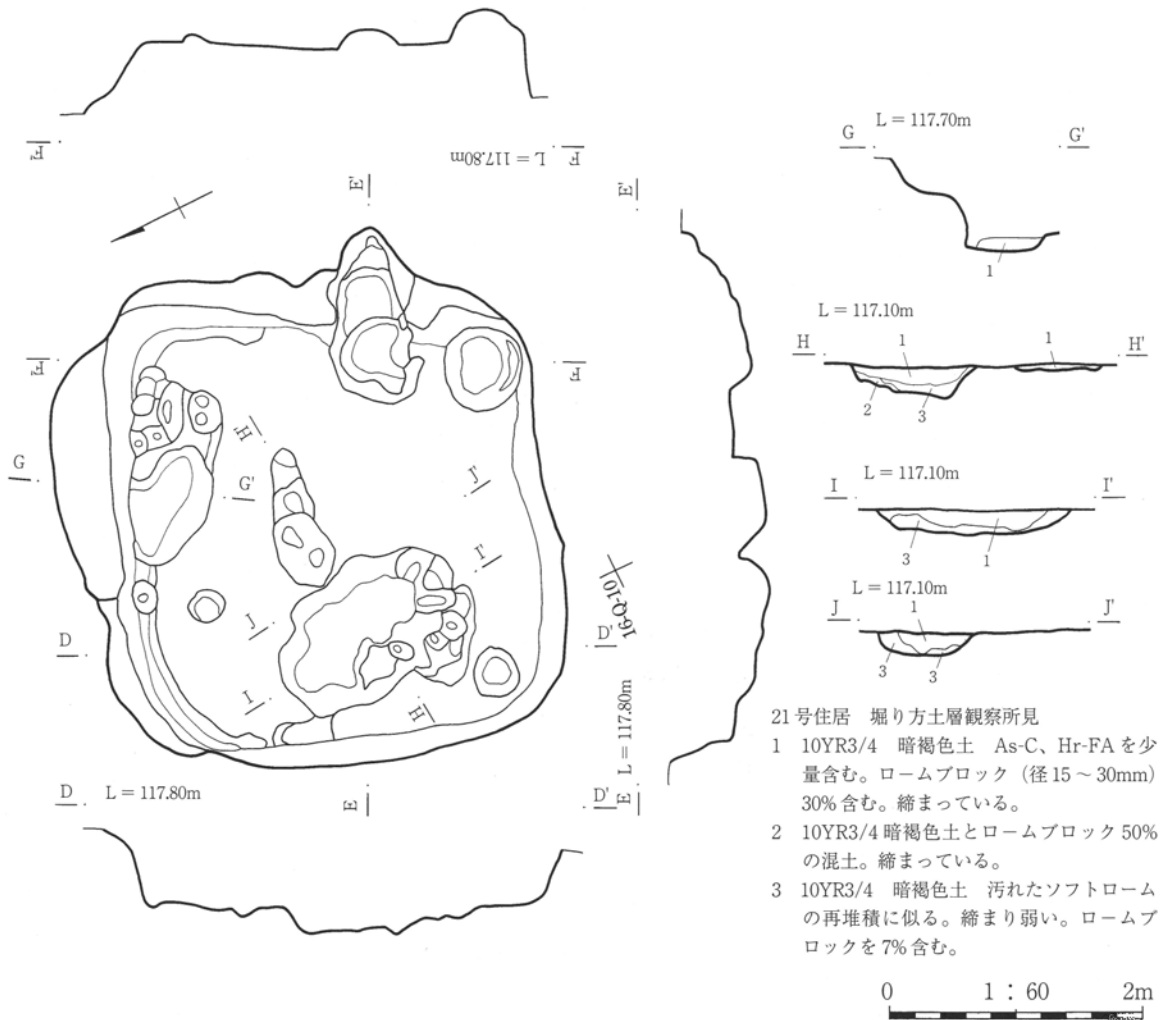 F'
L = 117.80m
F
E'
E'
F'
F
G
G'
H'
J'
I'
J
I
H
D
D'
16-Q-10
D
L = 117.80m
E
D'
E
L = 117.80m
G
L = 117.70m
G'
1
L = 117.10m
H
1
1
H'
2
3
L = 117.10m
I
I'
3
1
L = 117.10m
J
1
J'
3
3
21号住居　堀り方土層観察所見
1　10YR3/4　暗褐色土　As-C、Hr-FAを少
量含む。ロームブロック（径15～30mm）
30%含む。締まっている。
2　10YR3/4暗褐色土とロームブロック50%
の混土。締まっている。
3　10YR3/4　暗褐色土　汚れたソフトローム
の再堆積に似る。締まり弱い。ロームブ
ロックを7%含む。
0　1：60　2m